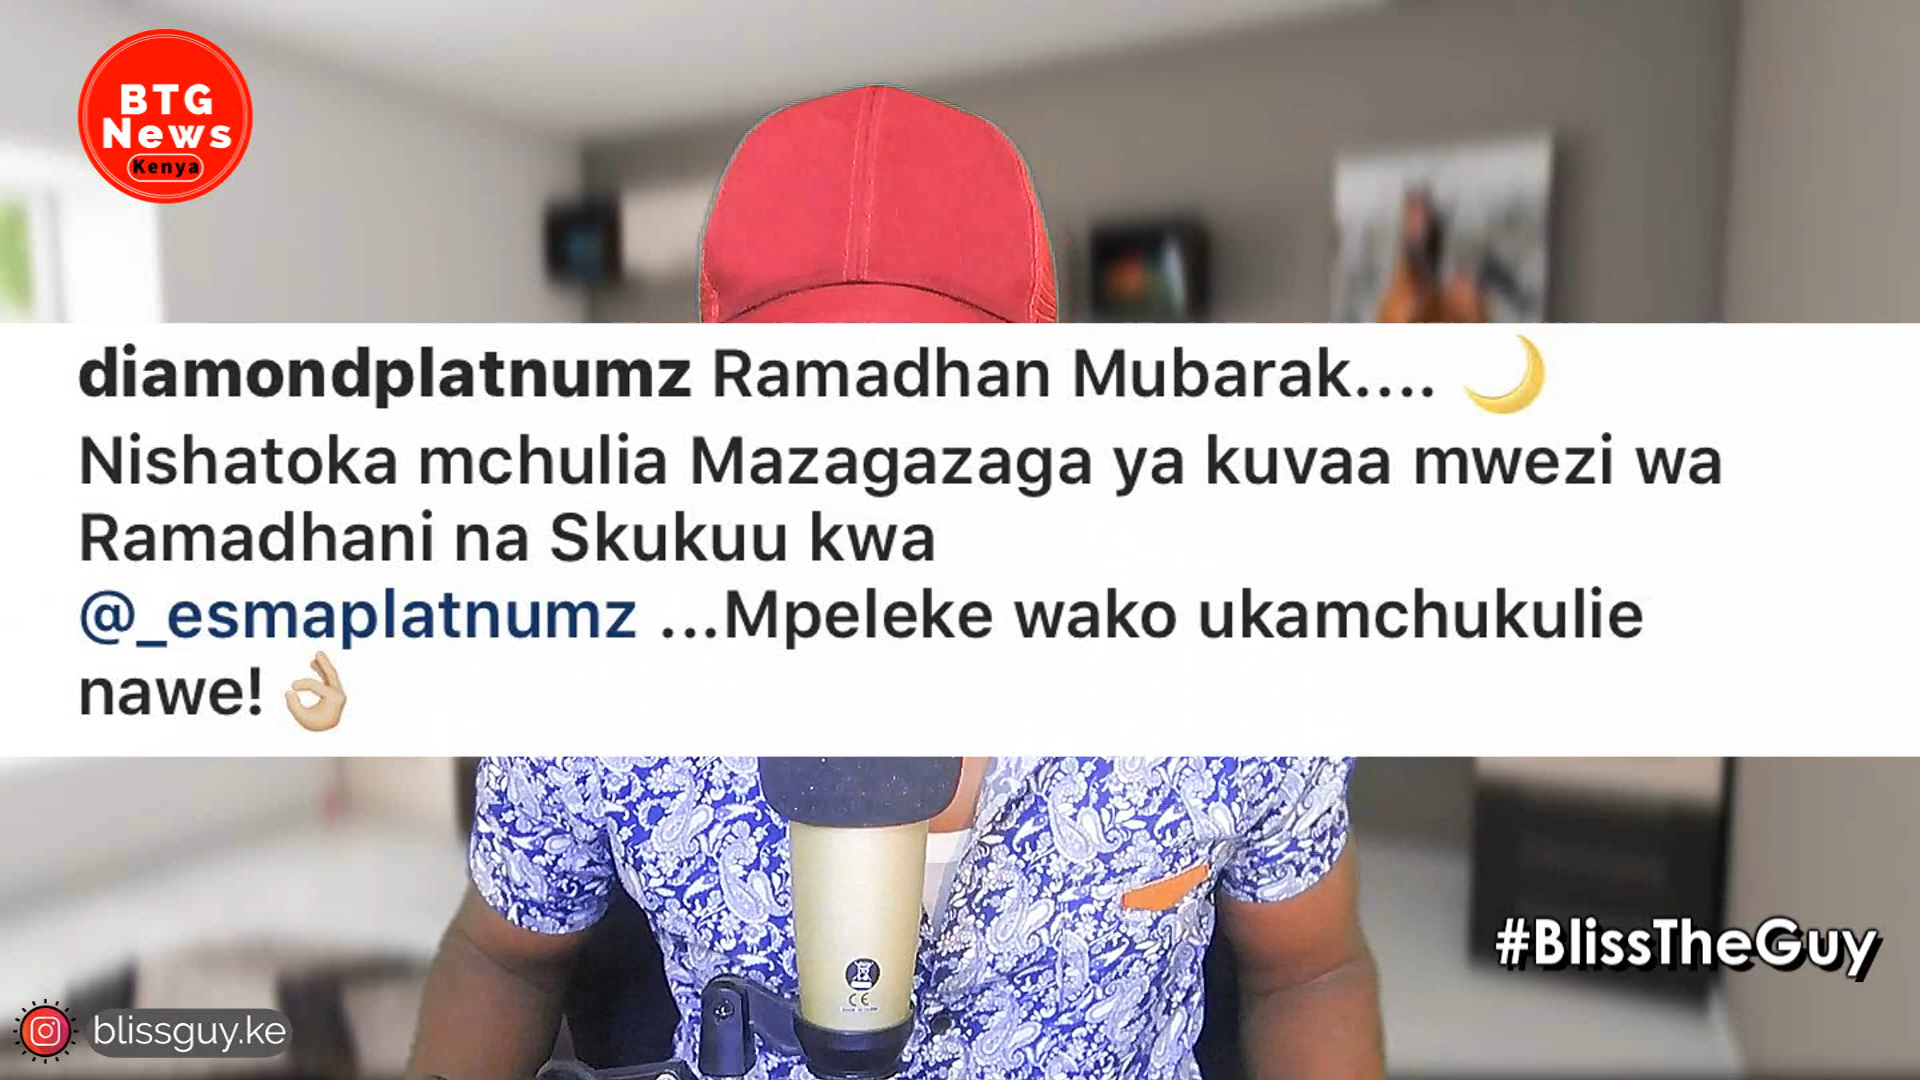 BTG
News
Kenya
diamondplatnumz Ramadhan Mubarak.... 🌙
Nishatoka mchulia Mazagazaga ya kuvaa mwezi wa
Ramadhani na Skukuu kwa
@_esmaplatnumz ...Mpeleke wako ukamchukulie
nawe! 👌🏼
#BlissTheGuy
CE
blissguy.ke